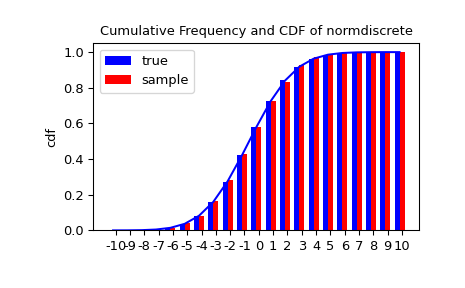 Cumulative Frequency and CDF of normdiscrete
true
sample
cdf
1.0
0.8
0.6
0.4
0.2
0.0
-10-9 -8 -7 -6 -5 -4 -3 -2 -1 0 1 2 3 4 5 6 7 8 9 10